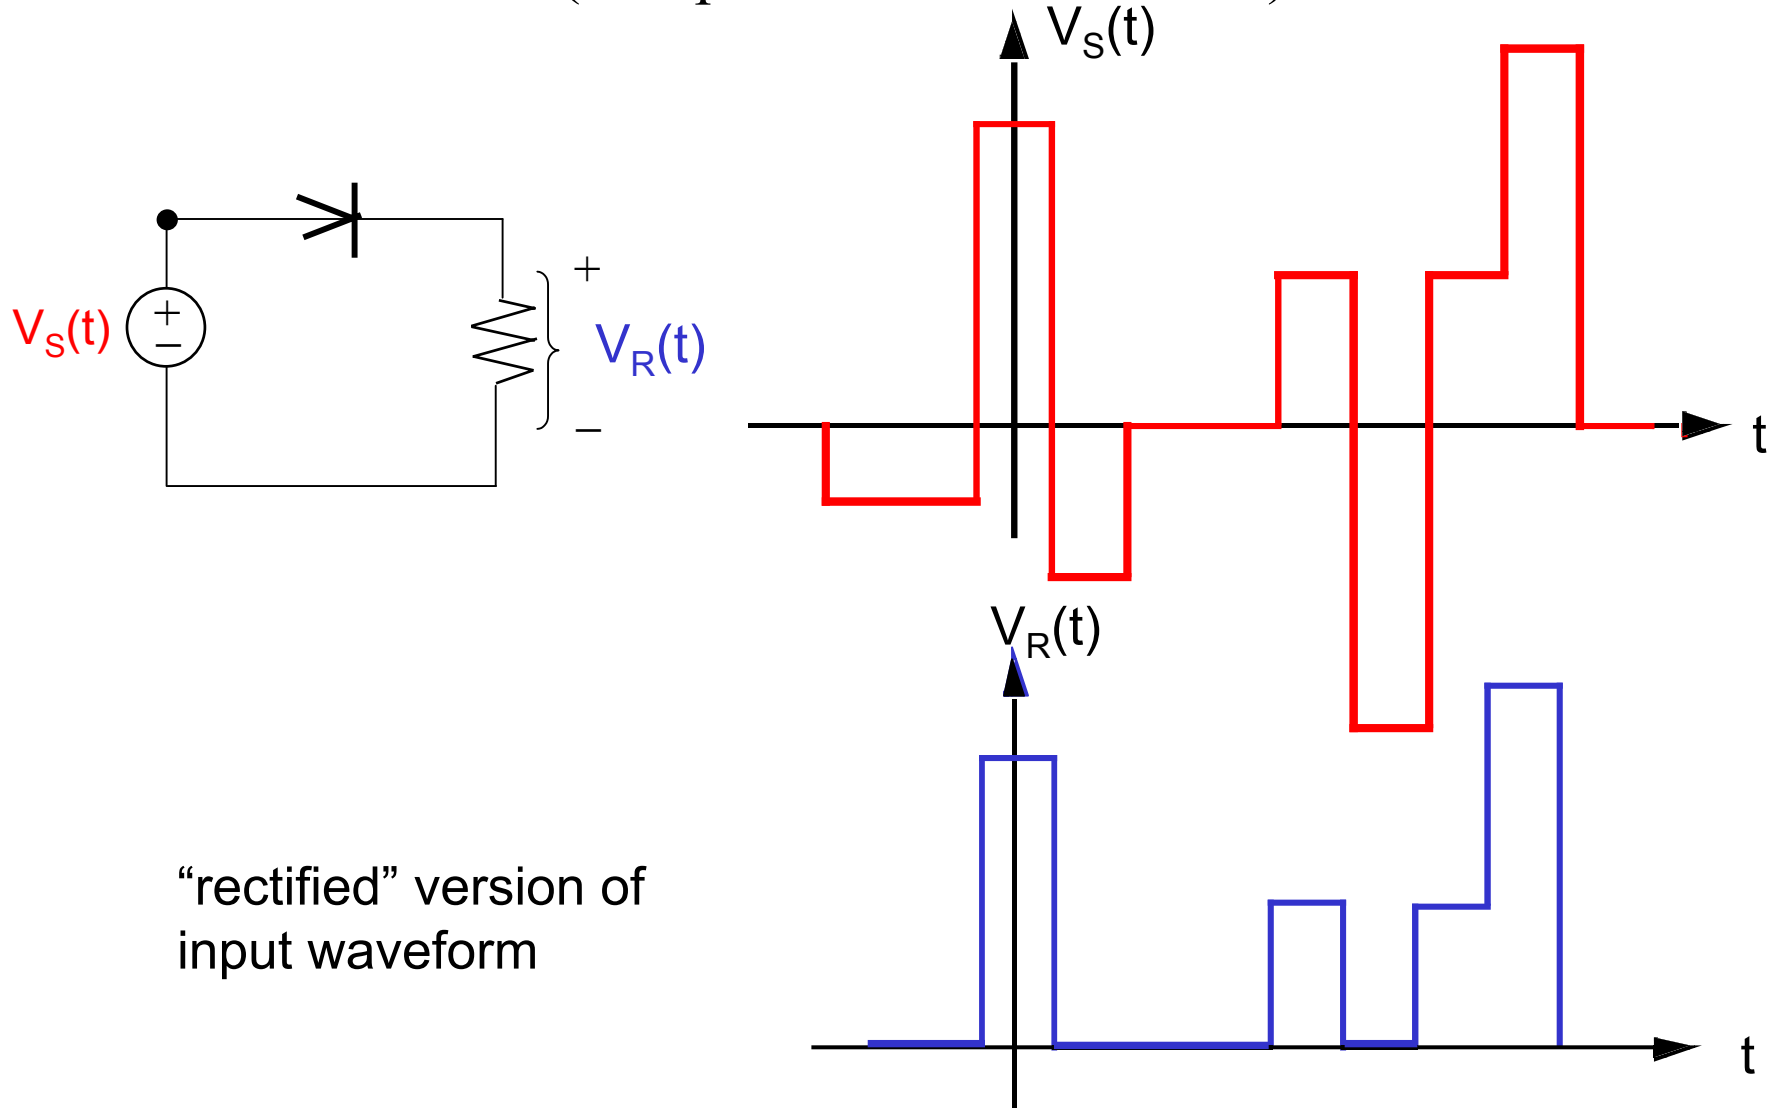 V_S(t)
+
V_S(t)
+
−
V_R(t)
−
t
V_R(t)
“rectified” version of
input waveform
t